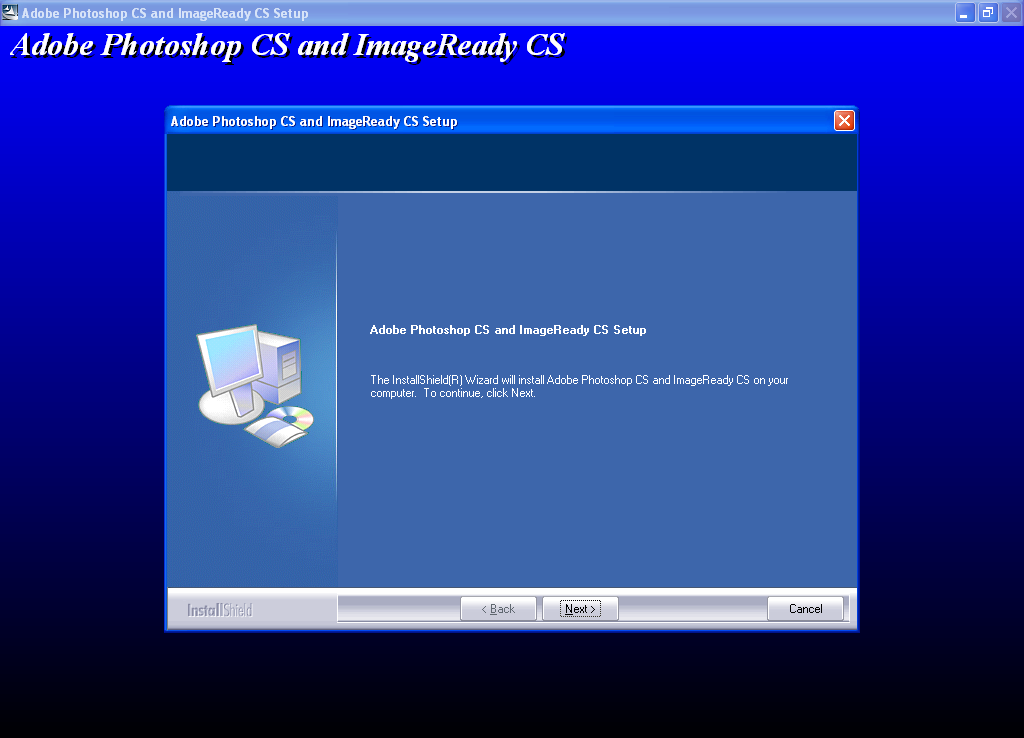 Adobe Photoshop CS and ImageReady CS Setup
Adobe Photoshop CS and ImageReady CS
Adobe Photoshop CS and ImageReady CS Setup
Adobe Photoshop CS and ImageReady CS Setup
The InstallShield(R) Wizard will install Adobe Photoshop CS and ImageReady CS on your
computer. To continue, click Next.
InstallShield
< Back
Next >
Cancel